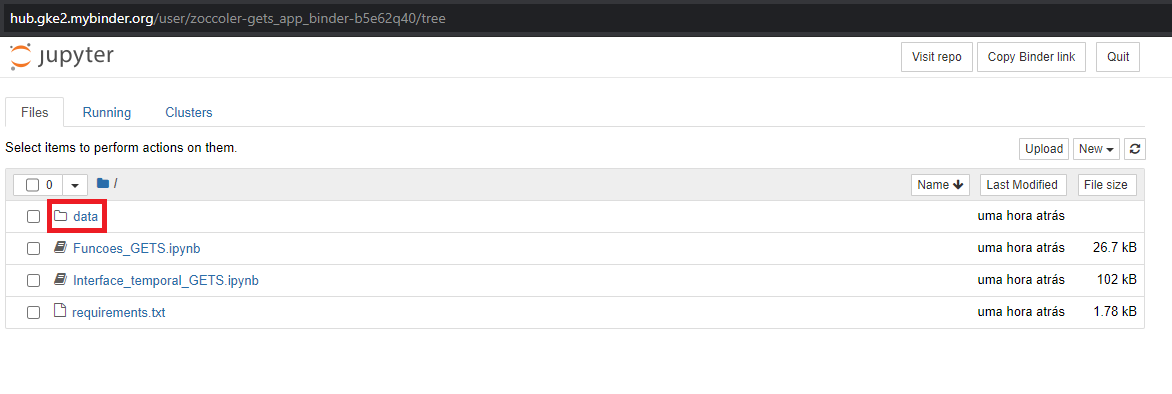 hub.gke2.mybinder.org/user/zoccoler-gets_app_binder-b5e62q40/tree
jupyter
Visit repo Copy Binder link Quit
Files Running Clusters
Select items to perform actions on them.
Upload New
0 /
Name Last Modified File size
data uma hora atrás
Funcoes_GETS.ipynb uma hora atrás 26.7 kB
Interface_temporal_GETS.ipynb uma hora atrás 102 kB
requirements.txt uma hora atrás 1.78 kB